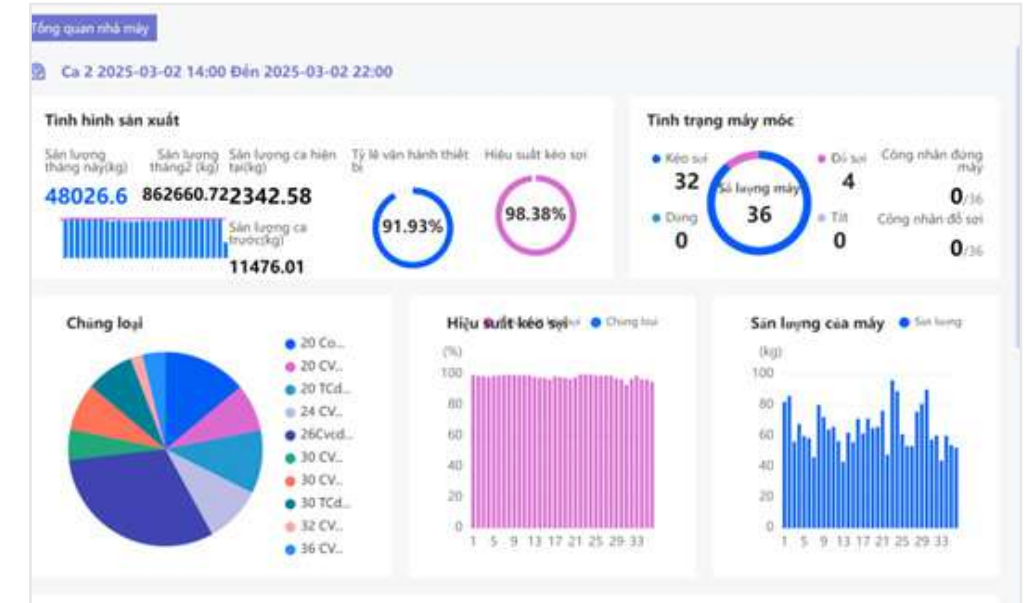 Tổng quan nhà máy
Ca 2 2025-03-02 14:00 Đến 2025-03-02 22:00
Tình hình sản xuất
Sản lượng tháng này(kg)
48026.6
Sản lượng tháng2 (kg)
862660.72
Sản lượng ca hiện tại(kg)
2342.58
Sản lượng ca trước(kg)
11476.01
Tỷ lệ vận hành thiết bị
91.93%
Hiệu suất kéo sợi
98.38%
Tình trạng máy móc
Kéo sợi
32
Dừng
0
Số lượng máy
36
Đổ sợi
4
Tắt
0
Công nhân đứng máy
0/36
Công nhân đổ sợi
0/36
Chủng loại
20 Co...
20 CV...
20 TCd...
24 CV...
26Cvcd...
30 CV...
30 CV...
30 TCd...
32 CV...
36 CV...
Hiệu suất kéo sợi
Chủng loại
(%)
100
80
60
40
20
0
1 5 9 13 17 21 25 29 33
Sản lượng của máy
Sản lượng
(kg)
100
80
60
40
20
0
1 5 9 13 17 21 25 29 33